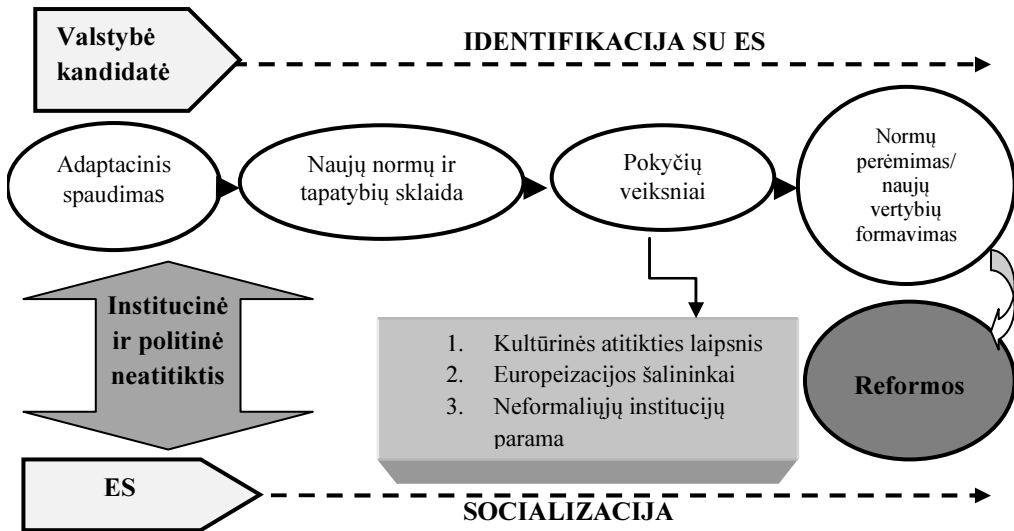 Valstybė
kandidatė
IDENTIFIKACIJA SU ES
Adaptacinis
spaudimas
Naujų normų ir
tapatybių sklaida
Pokyčių
veiksniai
Normų
perėmimas/
naujų
vertybių
formavimas
Institucinė
ir politinė
neatitiktis
1. Kultūrinės atitikties laipsnis
2. Europeizacijos šalininkai
3. Neformaliųjų institucijų
parama
Reformos
ES
SOCIALIZACIJA